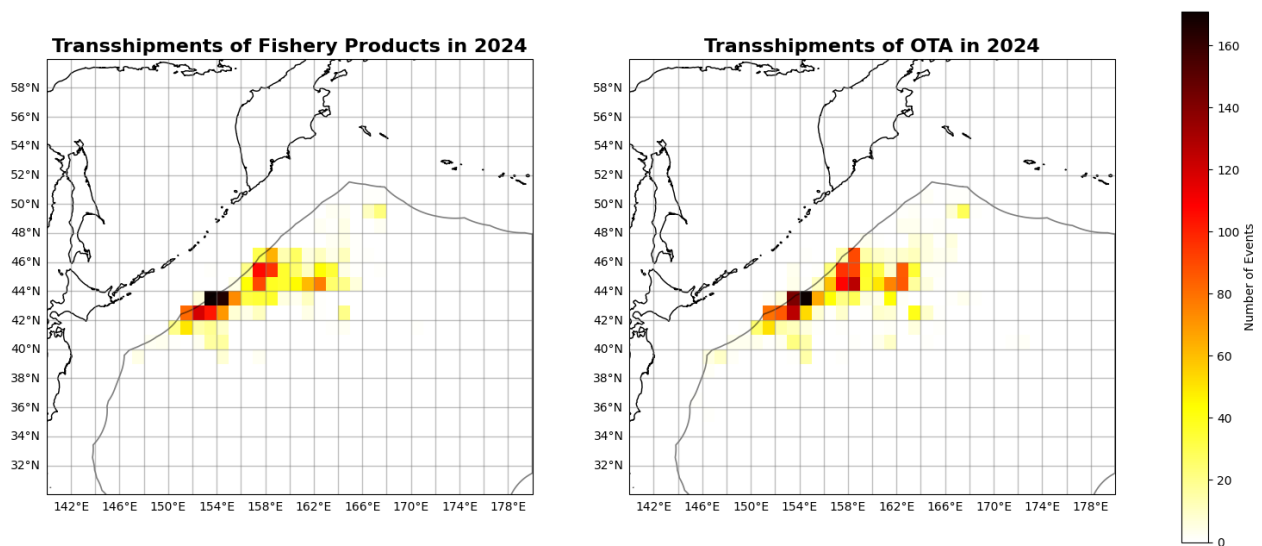 Transshipments of Fishery Products in 2024
58°N
56°N
54°N
52°N
50°N
48°N
46°N
44°N
42°N
40°N
38°N
36°N
34°N
32°N
142°E 146°E 150°E 154°E 158°E 162°E 166°E 170°E 174°E 178°E
Transshipments of OTA in 2024
58°N
56°N
54°N
52°N
50°N
48°N
46°N
44°N
42°N
40°N
38°N
36°N
34°N
32°N
142°E 146°E 150°E 154°E 158°E 162°E 166°E 170°E 174°E 178°E
160
140
120
100
80
60
40
20
0
Number of Events